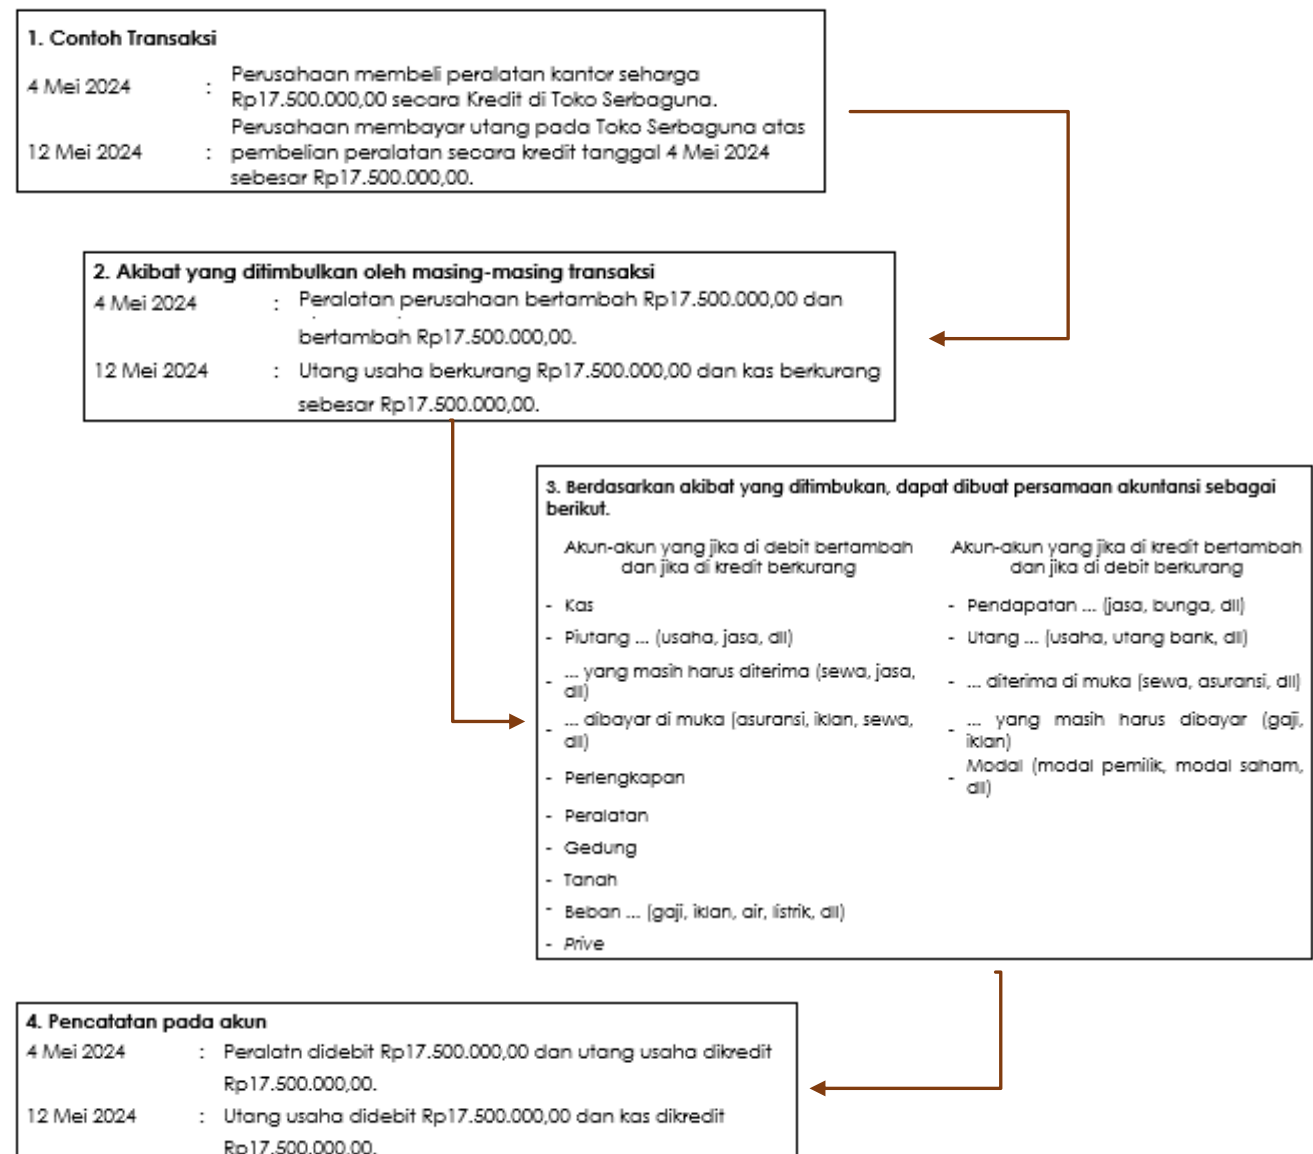 1. Contoh Transaksi
4 Mei 2024 : Perusahaan membeli peralatan kantor seharga
Rp17.500.000,00 secara Kredit di Toko Serbaguna.
12 Mei 2024 : Perusahaan membayar utang pada Toko Serbaguna atas
pembelian peralatan secara kredit tanggal 4 Mei 2024
sebesar Rp17.500.000,00.
2. Akibat yang ditimbulkan oleh masing-masing transaksi
4 Mei 2024 : Peralatan perusahaan bertambah Rp17.500.000,00 dan
bertambah Rp17.500.000,00.
12 Mei 2024 : Utang usaha berkurang Rp17.500.000,00 dan kas berkurang
sebesar Rp17.500.000,00.
3. Berdasarkan akibat yang ditimbukan, dapat dibuat persamaan akuntansi sebagai
berikut.
Akun-akun yang jika di debit bertambah
dan jika di kredit berkurang
- Kas
- Piutang ... (usaha, jasa, dll)
- ... yang masih harus diterima (sewa, jasa,
dll)
- ... dibayar di muka (asuransi, iklan, sewa,
dll)
- Perlengkapan
- Peralatan
- Gedung
- Tanah
- Beban ... (gaji, iklan, air, listrik, dll)
- Prive
Akun-akun yang jika di kredit bertambah
dan jika di debit berkurang
- Pendapatan ... (jasa, bunga, dll)
- Utang ... (usaha, utang bank, dll)
- ... diterima di muka (sewa, asuransi, dll)
- ... yang masih harus dibayar (gaji,
iklan)
- Modal (modal pemilik, modal saham,
dll)
4. Pencatatan pada akun
4 Mei 2024 : Peralatn didebit Rp17.500.000,00 dan utang usaha dikredit
Rp17.500.000,00.
12 Mei 2024 : Utang usaha didebit Rp17.500.000,00 dan kas dikredit
Rp17.500.000,00.